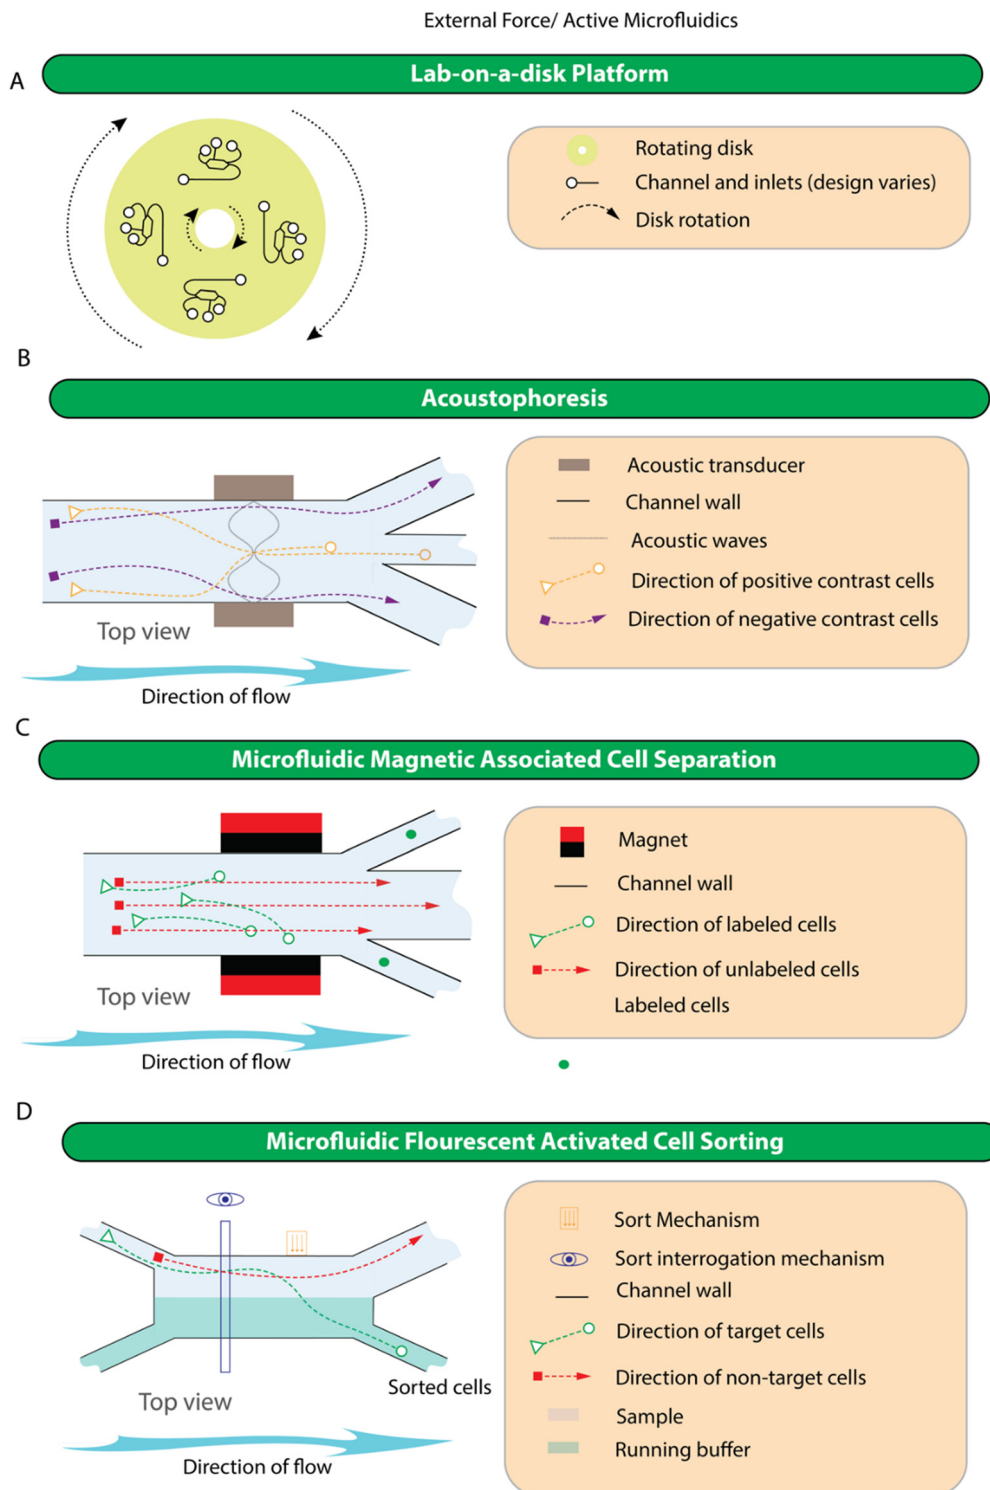 External Force/ Active Microfluidics
A
Lab-on-a-disk Platform
Rotating disk
Channel and inlets (design varies)
Disk rotation
B
Acoustophoresis
Acoustic transducer
Channel wall
Acoustic waves
Direction of positive contrast cells
Direction of negative contrast cells
Top view
Direction of flow
C
Microfluidic Magnetic Associated Cell Separation
Magnet
Channel wall
Direction of labeled cells
Direction of unlabeled cells
Labeled cells
Top view
Direction of flow
D
Microfluidic Flourescent Activated Cell Sorting
Sort Mechanism
Sort interrogation mechanism
Channel wall
Direction of target cells
Direction of non-target cells
Sample
Running buffer
Sorted cells
Top view
Direction of flow